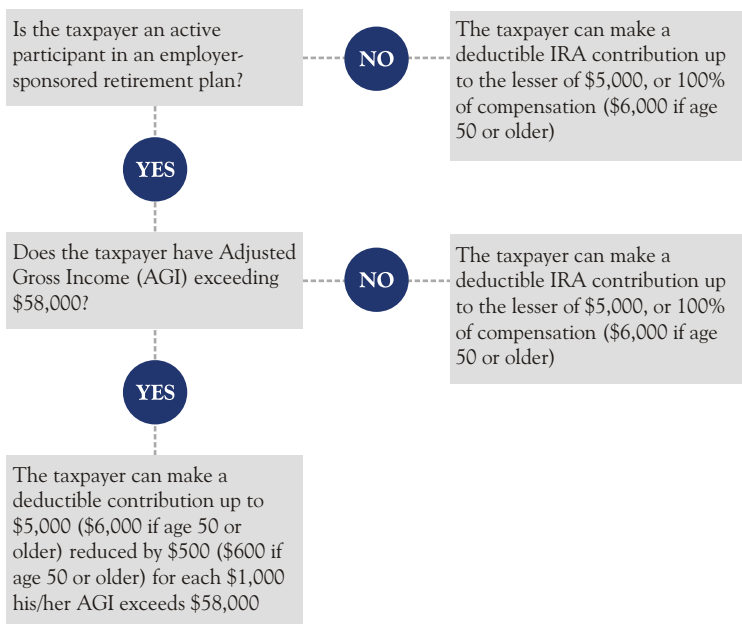 Is the taxpayer an active
participant in an employer-
sponsored retirement plan?
NO
The taxpayer can make a
deductible IRA contribution up
to the lesser of $5,000, or 100%
of compensation ($6,000 if age
50 or older)
YES
Does the taxpayer have Adjusted
Gross Income (AGI) exceeding
$58,000?
NO
The taxpayer can make a
deductible IRA contribution up
to the lesser of $5,000, or 100%
of compensation ($6,000 if age
50 or older)
YES
The taxpayer can make a
deductible contribution up to
$5,000 ($6,000 if age 50 or
older) reduced by $500 ($600 if
age 50 or older) for each $1,000
his/her AGI exceeds $58,000